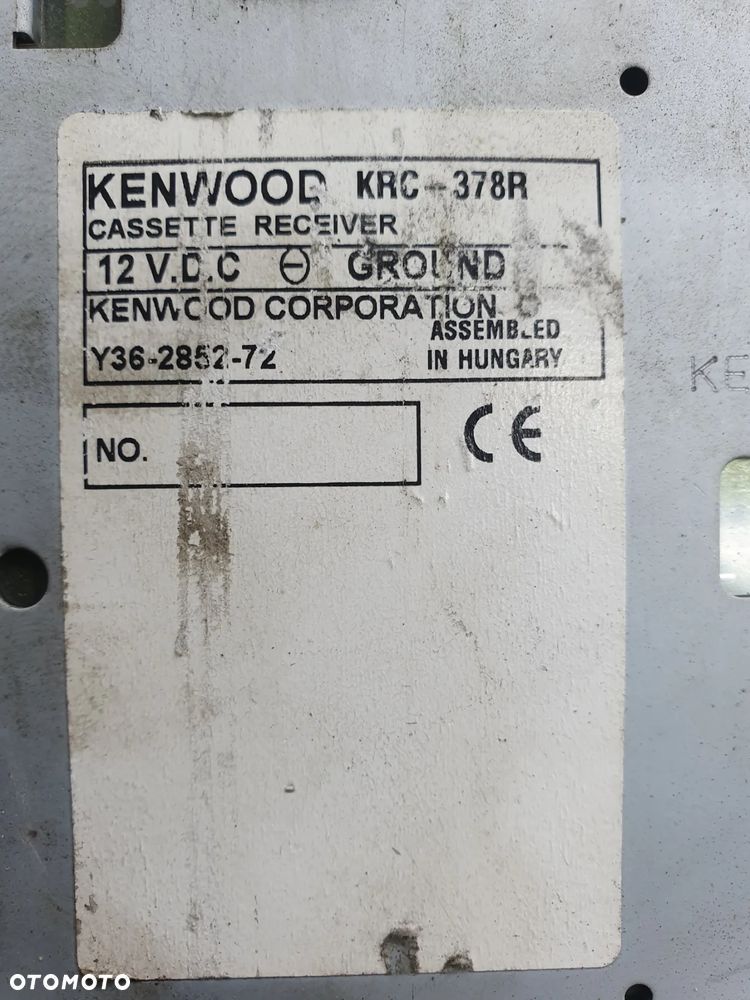 KENWOOD KRC-378R
CASSETTE RECEIVER
12 V.D.C ⊖ GROUND
KENWOOD CORPORATION
ASSEMBLED
Y36-2852-72 IN HUNGARY
NO.
CE
KE
OTOMOTO